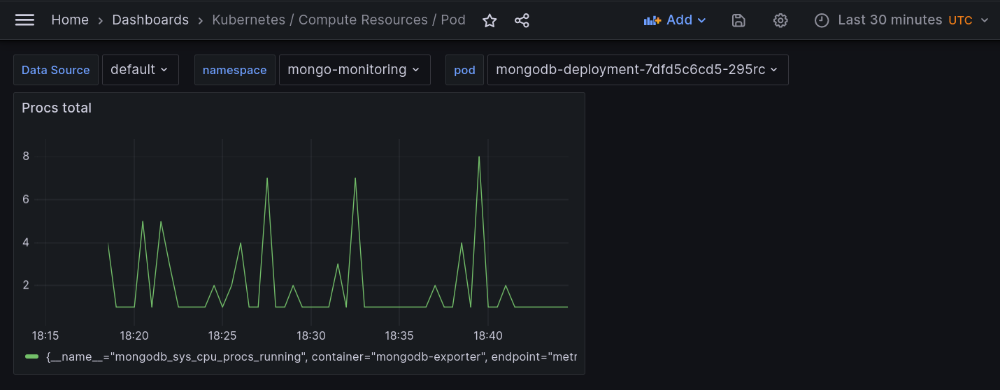 Home › Dashboards › Kubernetes / Compute Resources / Pod Add Last 30 minutes UTC
Data Source default namespace mongo-monitoring pod mongodb-deployment-7dfd5c6cd5-295rc
Procs total
8
6
4
2
18:15 18:20 18:25 18:30 18:35 18:40
{__name__="mongodb_sys_cpu_procs_running", container="mongodb-exporter", endpoint="metr